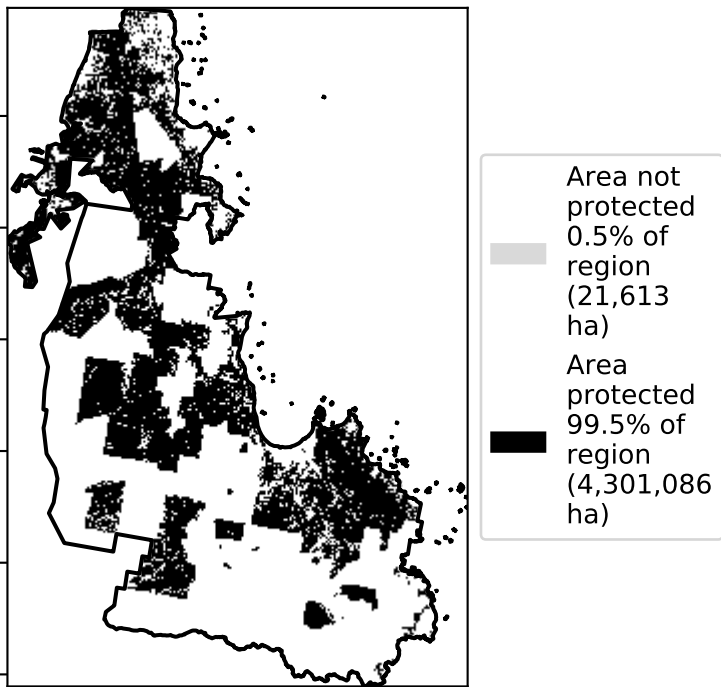 Area not
protected
0.5% of
region
(21,613
ha)
Area
protected
99.5% of
region
(4,301,086
ha)